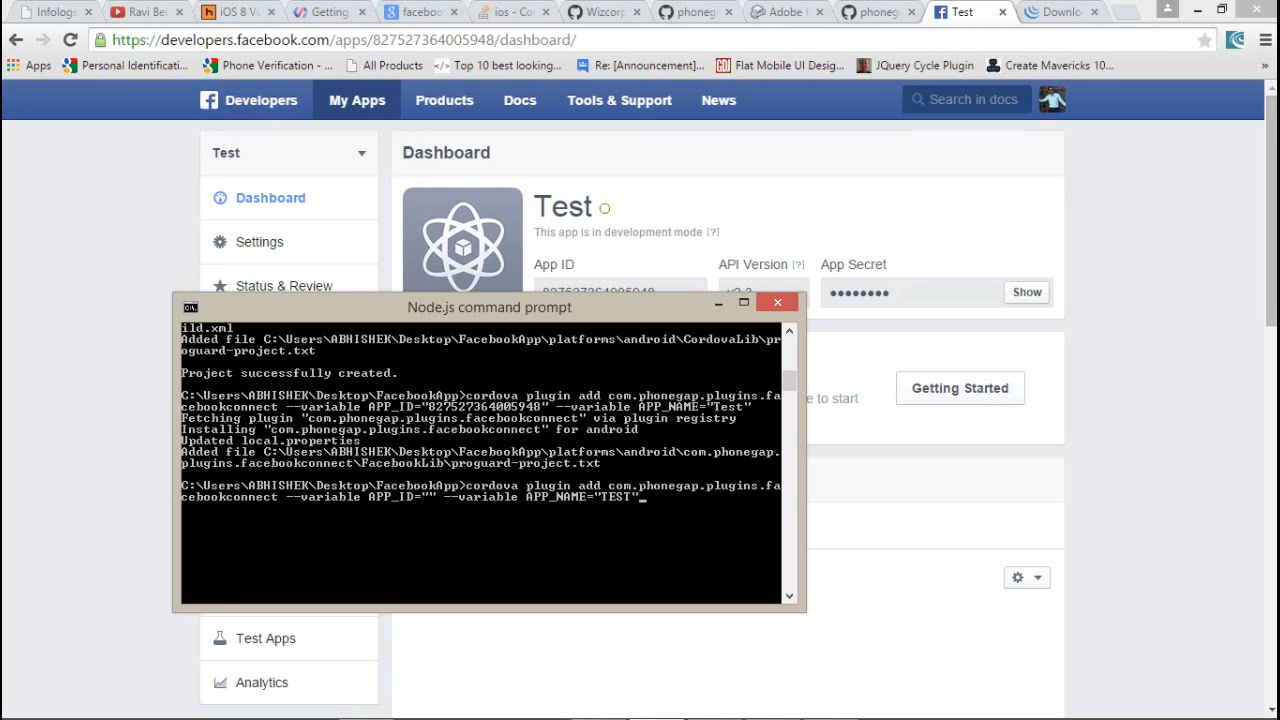 Infologs
Ravi Be
iOS 8 V
Getting
facebo
ios - Co
Wizcorp
phoneg
Adobe
phoneg
Test
Downlo
https://developers.facebook.com/apps/827527364005948/dashboard/
Apps
Personal Identificati...
Phone Verification - ...
All Products
Top 10 best looking...
Re: [Announcement]...
Flat Mobile UI Desig...
JQuery Cycle Plugin
Create Mavericks 10...
»
Developers
My Apps
Products
Docs
Tools & Support
News
Search in docs
Test
Dashboard
Dashboard
Settings
Status & Review
Test
This app is in development mode [?]
App ID
API Version [?]
App Secret
827527364005948
••••••••
Show
Node.js command prompt
ild.xml
Added file C:\Users\ABHISHEK\Desktop\FacebookApp\platforms\android\CordovaLib\pr
oguard-project.txt
Project successfully created.
C:\Users\ABHISHEK\Desktop\FacebookApp>cordova plugin add com.phonegap.plugins.fa
cebookconnect --variable APP_ID="827527364005948" --variable APP_NAME="Test"
Fetching plugin "com.phonegap.plugins.facebookconnect" via plugin registry
Installing "com.phonegap.plugins.facebookconnect" for android
Updated local.properties
Added file C:\Users\ABHISHEK\Desktop\FacebookApp\platforms\android\com.phonegap.
plugins.facebookconnect\FacebookLib\proguard-project.txt
C:\Users\ABHISHEK\Desktop\FacebookApp>cordova plugin add com.phonegap.plugins.fa
cebookconnect --variable APP_ID="" --variable APP_NAME="TEST"_
e to start
Getting Started
Test Apps
Analytics